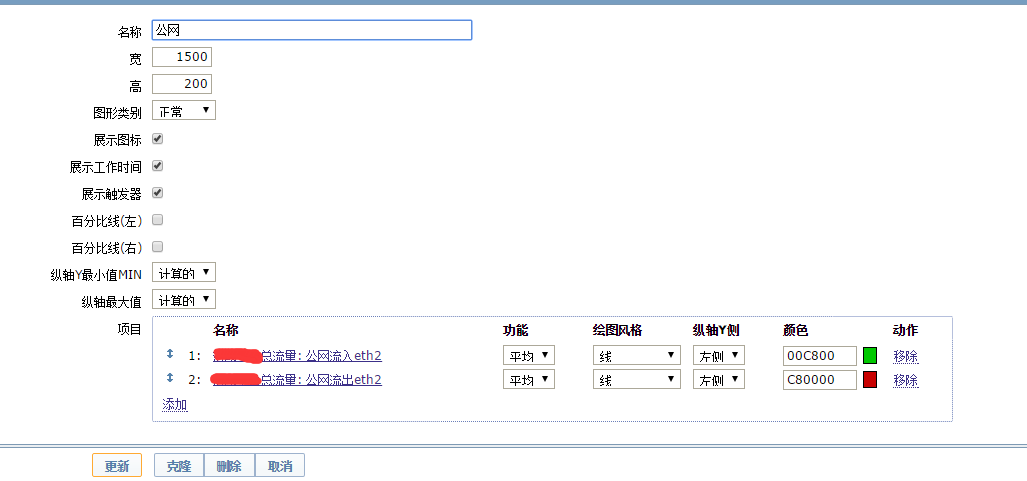 名称 公网
宽 1500
高 200
图形类别 正常
展示图标
展示工作时间
展示触发器
百分比线(左)
百分比线(右)
纵轴Y最小值MIN 计算的
纵轴最大值 计算的
项目 名称 功能 绘图风格 纵轴Y侧 颜色 动作
1: 总流量: 公网流入eth2 平均 线 左侧 00C800 移除
2: 总流量: 公网流出eth2 平均 线 左侧 C80000 移除
添加
更新 克隆 删除 取消